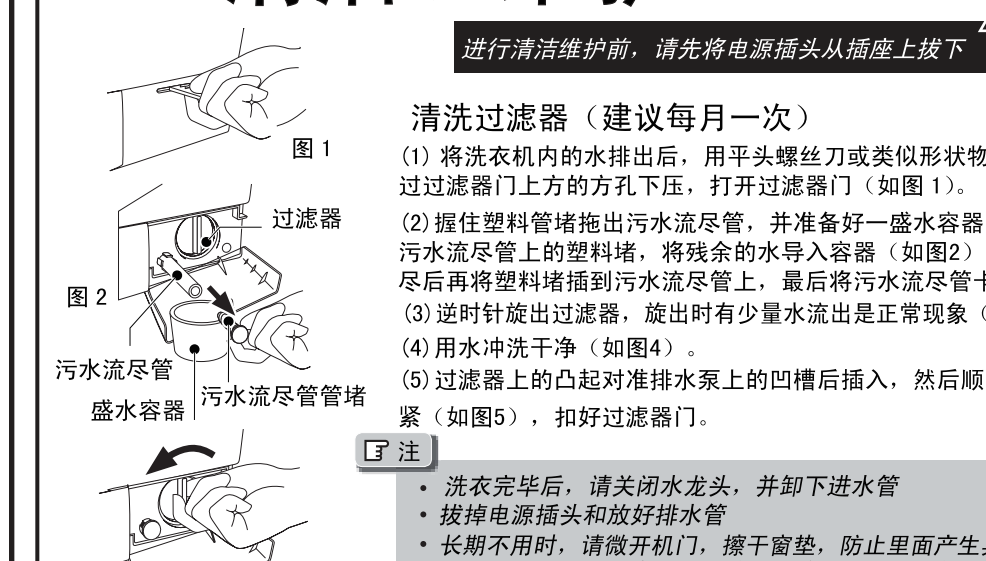 进行清洁维护前，请先将电源插头从插座上拔下
清洗过滤器（建议每月一次）
(1) 将洗衣机内的水排出后，用平头螺丝刀或类似形状物
过过滤器门上方的方孔下压，打开过滤器门（如图 1）。
(2)握住塑料管堵拖出污水流尽管，并准备好一盛水容器
污水流尽管上的塑料堵，将残余的水导入容器（如图2）
尽后再将塑料堵插到污水流尽管上，最后将污水流尽管卡
(3)逆时针旋出过滤器，旋出时有少量水流出是正常现象（
(4)用水冲洗干净（如图4）。
(5)过滤器上的凸起对准排水泵上的凹槽后插入，然后顺
紧（如图5），扣好过滤器门。
图 1
过滤器
图 2
污水流尽管
污水流尽管管堵
盛水容器
注
• 洗衣完毕后，请关闭水龙头，并卸下进水管
• 拔掉电源插头和放好排水管
• 长期不用时，请微开机门，擦干窗垫，防止里面产生